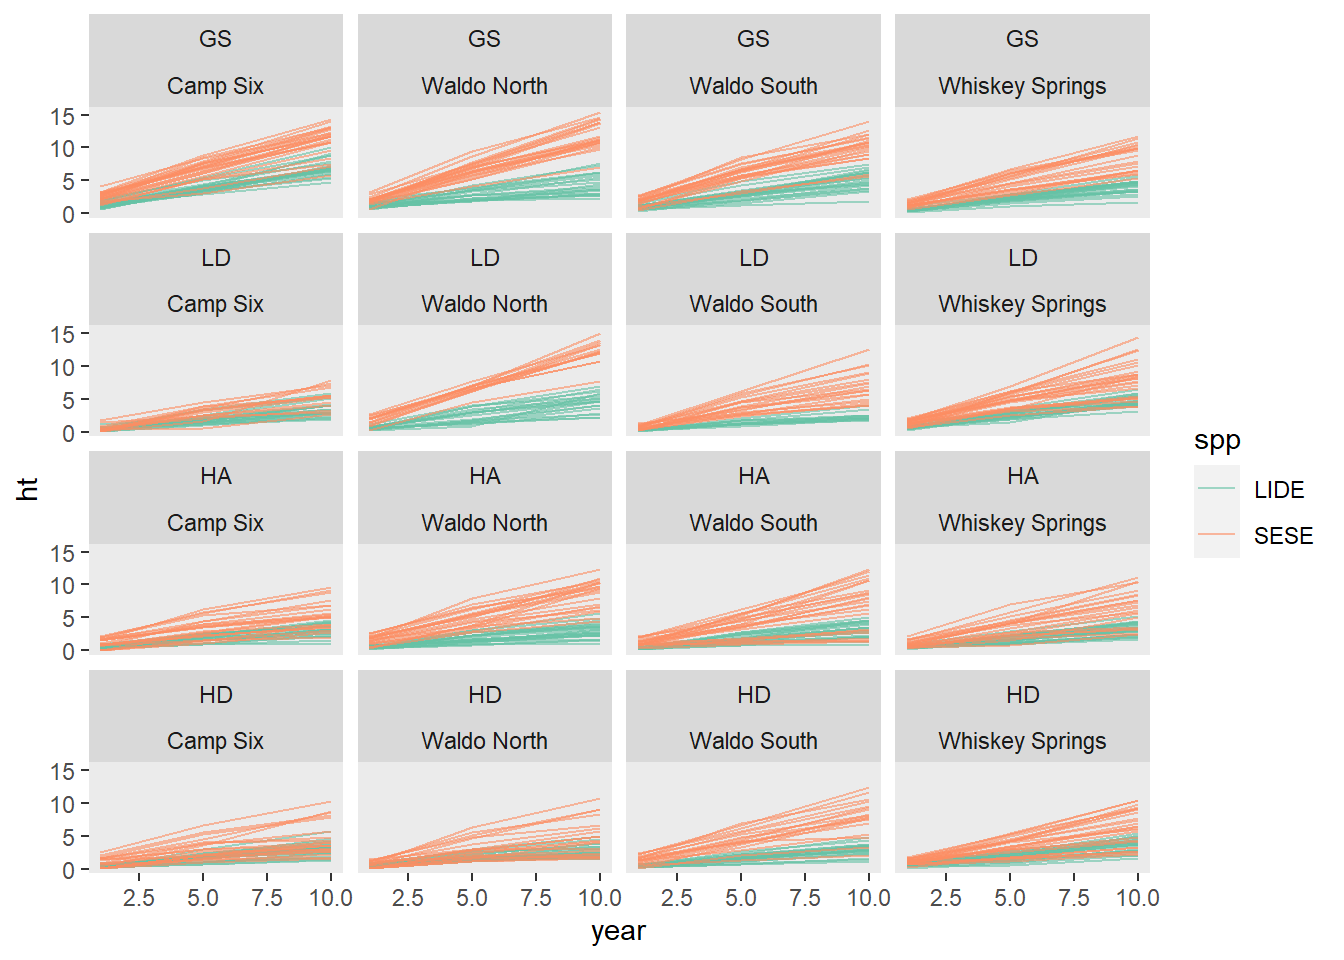 GS GS GS GS
Camp Six Waldo North Waldo South Whiskey Springs
15
10
5
0
LD LD LD LD
Camp Six Waldo North Waldo South Whiskey Springs
15
10
5
0
spp
LIDE
SESE
HA HA HA HA
ht
Camp Six Waldo North Waldo South Whiskey Springs
15
10
5
0
HD HD HD HD
Camp Six Waldo North Waldo South Whiskey Springs
15
10
5
0
2.5 5.0 7.5 10.0 2.5 5.0 7.5 10.0 2.5 5.0 7.5 10.0 2.5 5.0 7.5 10.0
year